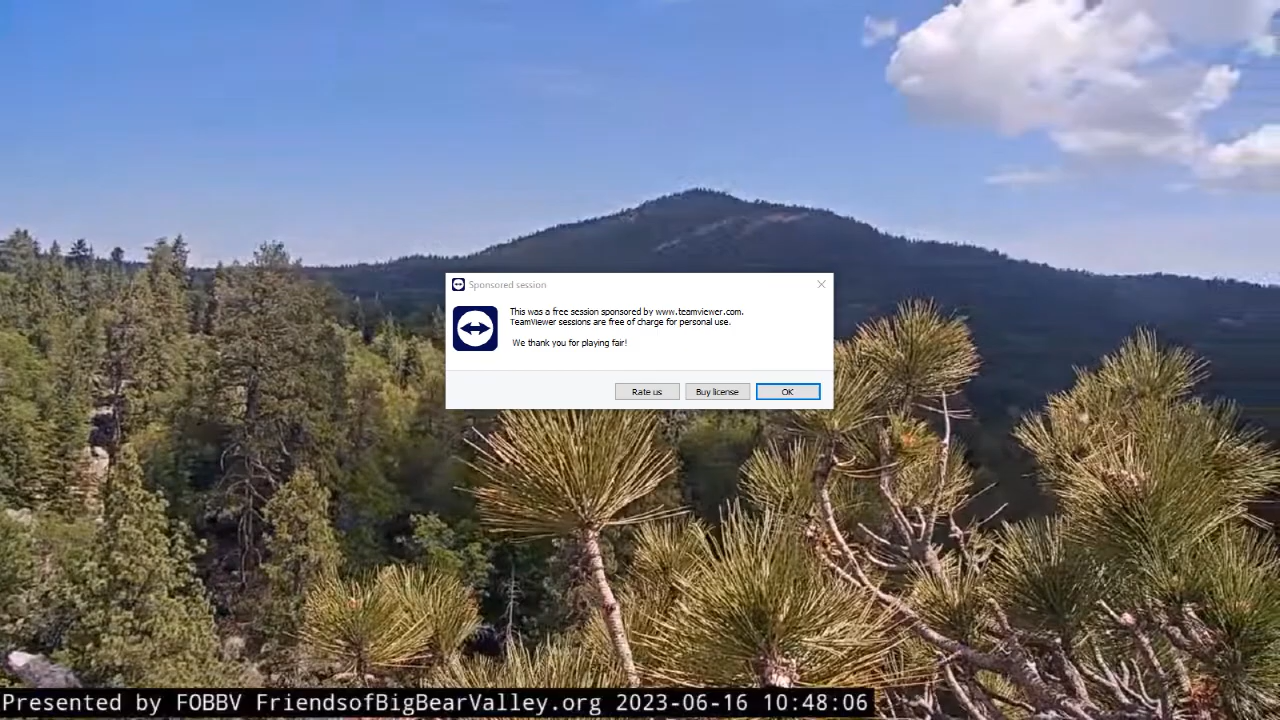 Sponsored session
This was a free session sponsored by www.teamviewer.com.
TeamViewer sessions are free of charge for personal use.
We thank you for playing fair!
Rate us
Buy license
OK
Presented by FOBBV FriendsofBigBearValley.org 2023-06-16 10:48:06